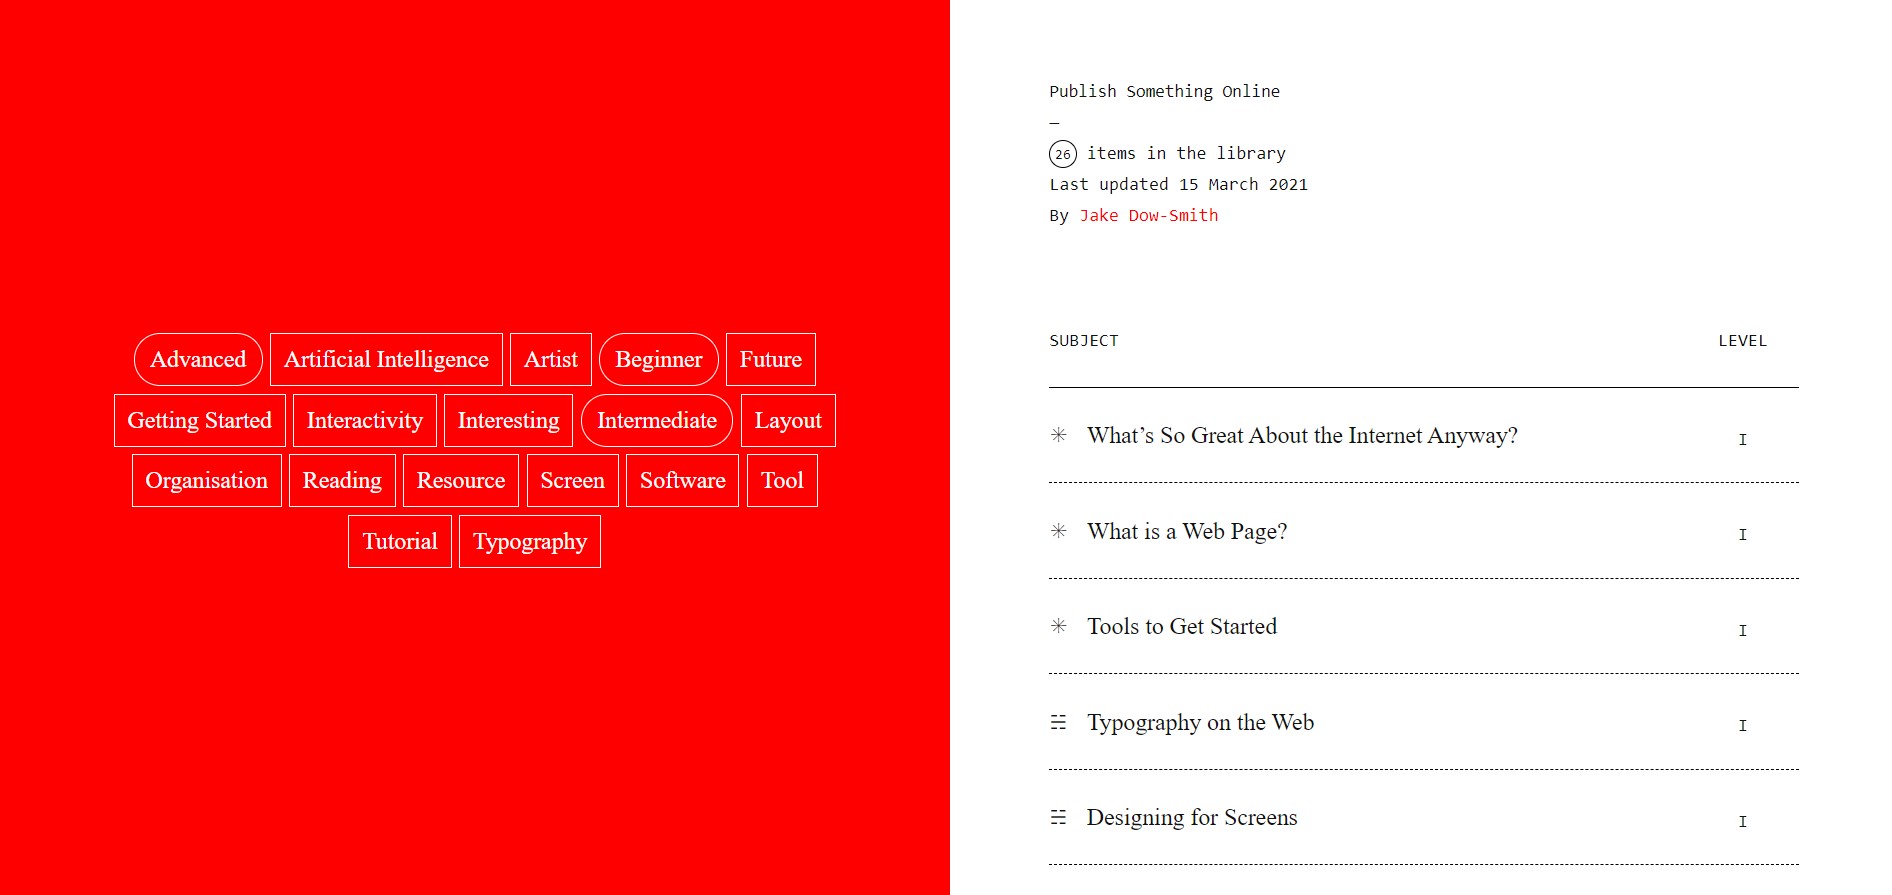 Advanced Artificial Intelligence Artist Beginner Future
Getting Started Interactivity Interesting Intermediate Layout
Organisation Reading Resource Screen Software Tool
Tutorial Typography
Publish Something Online
—
26 items in the library
Last updated 15 March 2021
By Jake Dow-Smith
SUBJECT LEVEL
✳ What’s So Great About the Internet Anyway? I
✳ What is a Web Page? I
✳ Tools to Get Started I
☵ Typography on the Web I
☵ Designing for Screens I